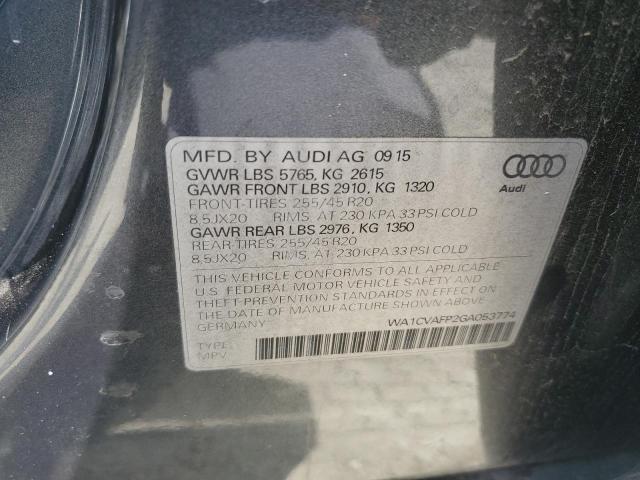 MFD. BY AUDI AG 09 15
GVWR LBS 5765, KG 2615
GAWR FRONT LBS 2910, KG 1320
FRONT-TIRES 255/45 R20
8,5JX20 RIMS, AT 230 KPA 33 PSI COLD
GAWR REAR LBS 2976, KG 1350
REAR-TIRES 255/45 R20
8,5JX20 RIMS, AT 230 KPA 33 PSI COLD
THIS VEHICLE CONFORMS TO ALL APPLICABLE
U.S. FEDERAL MOTOR VEHICLE SAFETY AND
THEFT PREVENTION STANDARDS IN EFFECT ON
THE DATE OF MANUFACTURE SHOWN ABOVE.
GERMANY
TYPE:
MPV
WA1CVAFP2GA053774
Audi